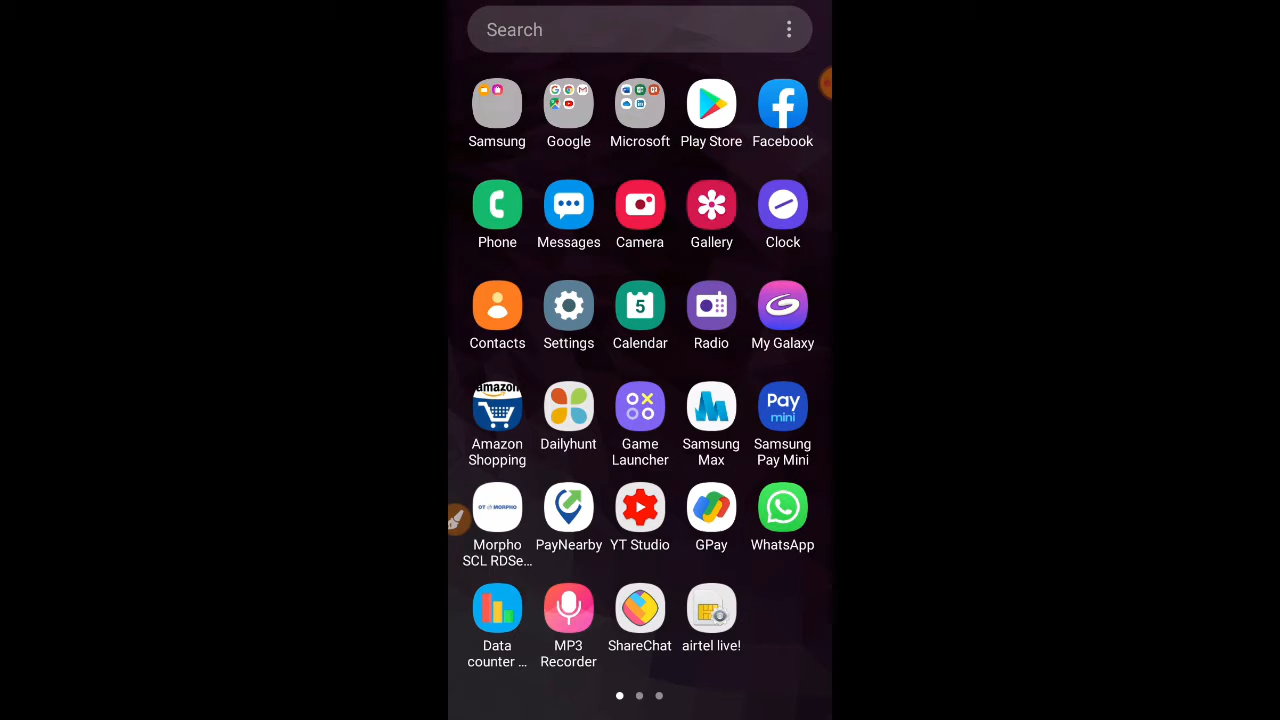 Search
Samsung Google Microsoft Play Store Facebook
Phone Messages Camera Gallery Clock
5
Contacts Settings Calendar Radio My Galaxy
amazon
Pay
mini
Amazon Dailyhunt Game Samsung Samsung
Shopping Launcher Max Pay Mini
OT MORPHO
Morpho PayNearby YT Studio GPay WhatsApp
SCL RDSe...
Data MP3 ShareChat airtel live!
counter ... Recorder